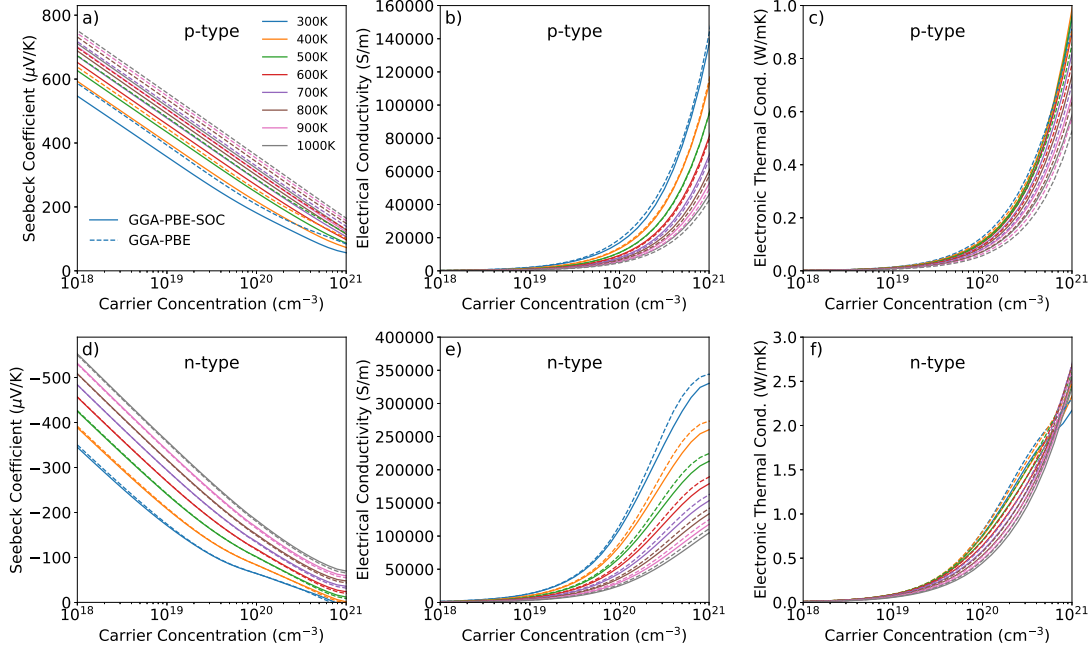 a)
p-type
800
600
400
200
0
Seebeck Coefficient (μV/K)
300K
400K
500K
600K
700K
800K
900K
1000K
GGA-PBE-SOC
GGA-PBE
10^18
10^19
10^20
10^21
Carrier Concentration (cm^−3)
b)
p-type
160000
140000
120000
100000
80000
60000
40000
20000
0
Electrical Conductivity (S/m)
10^18
10^19
10^20
10^21
Carrier Concentration (cm^−3)
c)
p-type
1.0
0.8
0.6
0.4
0.2
0.0
Electronic Thermal Cond. (W/mK)
10^18
10^19
10^20
10^21
Carrier Concentration (cm^−3)
d)
n-type
−500
−400
−300
−200
−100
0
Seebeck Coefficient (μV/K)
10^18
10^19
10^20
10^21
Carrier Concentration (cm^−3)
e)
n-type
400000
350000
300000
250000
200000
150000
100000
50000
0
Electrical Conductivity (S/m)
10^18
10^19
10^20
10^21
Carrier Concentration (cm^−3)
f)
n-type
3.0
2.5
2.0
1.5
1.0
0.5
0.0
Electronic Thermal Cond. (W/mK)
10^18
10^19
10^20
10^21
Carrier Concentration (cm^−3)